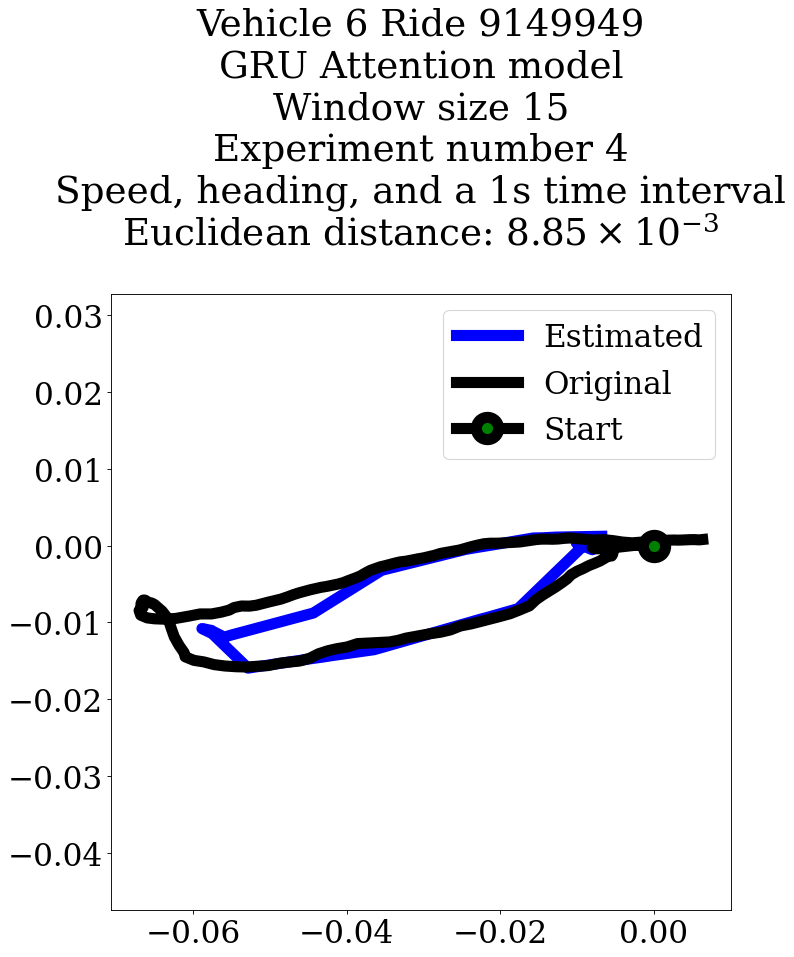 Vehicle 6 Ride 9149949
GRU Attention model
Window size 15
Experiment number 4
Speed, heading, and a 1s time interval
Euclidean distance: 8.85 × 10⁻³
Estimated
Original
Start
0.03
0.02
0.01
0.00
−0.01
−0.02
−0.03
−0.04
−0.06 −0.04 −0.02 0.00